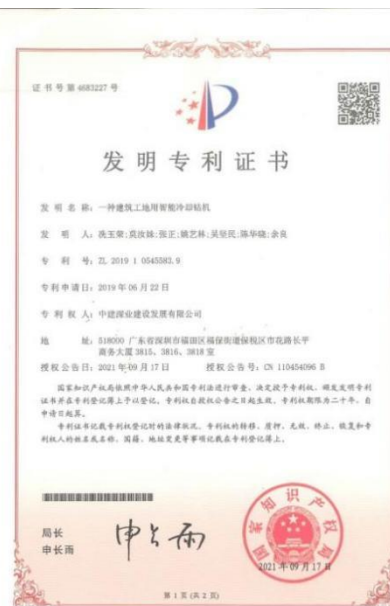 证书号第4683227号
发明专利证书
发 明 名 称：一种建筑工地用智能冷却钻机
发 明 人：冼玉荣;莫汝妹;张正;姚艺林;吴登民;陈华晓;余良
专 利 号：ZL 2019 1 0545583.9
专利申请日：2019年06月22日
专 利 权 人：中建深业建设发展有限公司
地 址：518000 广东省深圳市福田区福保街道保税区市花路长平
商务大厦3815、3816、3818室
授权公告日：2021年09月17日 授权公告号：CN 110454096 B
国家知识产权局依照中华人民共和国专利法进行审查，决定授予专利权，颁发发明专利
证书并在专利登记簿上予以登记。专利权自授权公告之日起生效。专利权期限为二十年，自
申请日起算。
专利证书记载专利权登记时的法律状况。专利权的转移、质押、无效、终止、恢复和专
利权人的姓名或名称、国籍、地址变更等事项记载在专利登记簿上。
局长
申长雨
申长雨
国家知识产权局
2021年09月17日
第 1 页 (共 2 页)